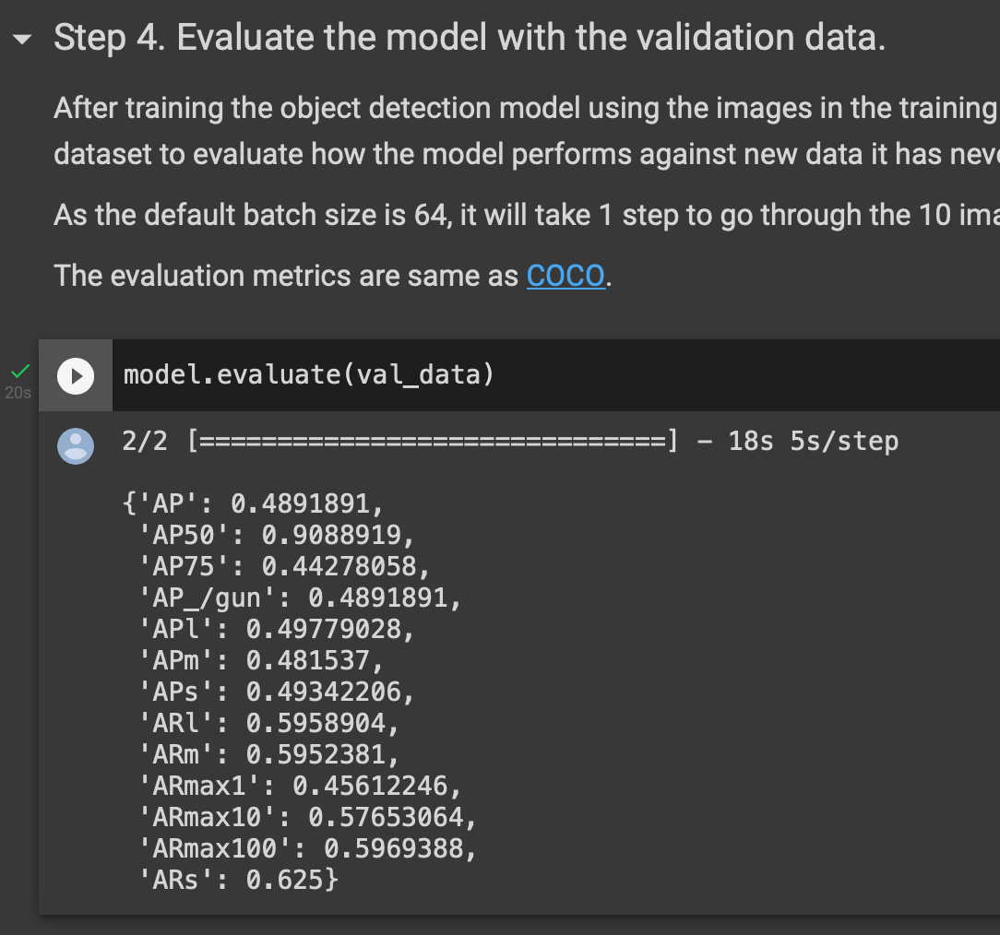 Step 4. Evaluate the model with the validation data.
After training the object detection model using the images in the training
dataset to evaluate how the model performs against new data it has
As the default batch size is 64, it will take 1 step to go through the 10
The evaluation metrics are same as COCO.
20s
model.evaluate(val_data)
2/2 [==============================] - 18s 5s/step
{'AP': 0.4891891,
'AP50': 0.9088919,
'AP75': 0.44278058,
'AP_/gun': 0.4891891,
'APl': 0.49779028,
'APm': 0.481537,
'APs': 0.49342206,
'ARl': 0.5958904,
'ARm': 0.5952381,
'ARmax1': 0.45612246,
'ARmax10': 0.57653064,
'ARmax100': 0.5969388,
'ARs': 0.625}